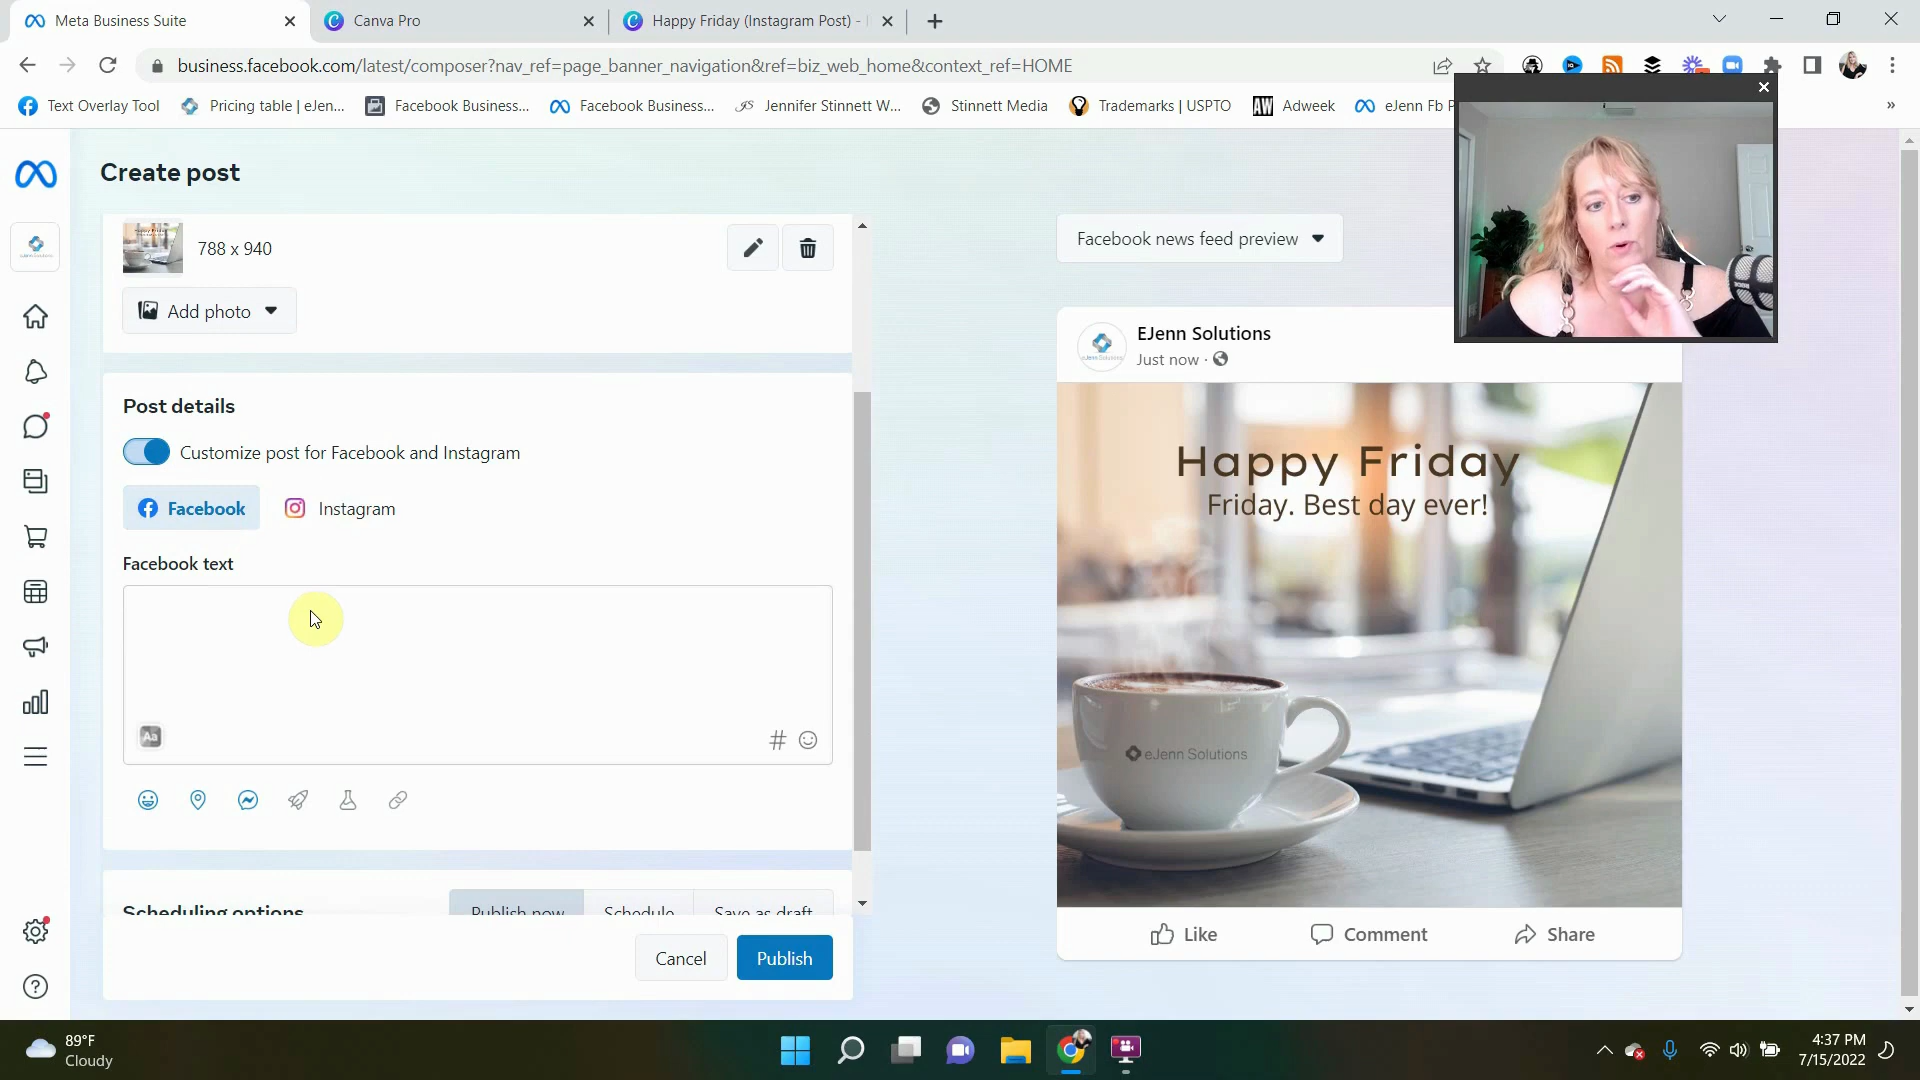 Meta Business Suite
Canva Pro
Happy Friday (Instagram Post) -
business.facebook.com/latest/composer?nav_ref=page_banner_navigation&ref=biz_web_home&context_ref=HOME
Text Overlay Tool
Pricing table | eJen...
Facebook Business...
Facebook Business...
JS Jennifer Stinnett W...
Stinnett Media
Trademarks | USPTO
AW Adweek
eJenn Fb P
»
Create post
788 x 940
Add photo
Post details
Customize post for Facebook and Instagram
Facebook
Instagram
Facebook text
Aa
#
Scheduling options
Publish now
Schedule
Save as draft
Cancel
Publish
Facebook news feed preview
EJenn Solutions
Just now ·
Happy Friday
Friday. Best day ever!
eJenn Solutions
Like
Comment
Share
89°F
Cloudy
4:37 PM
7/15/2022